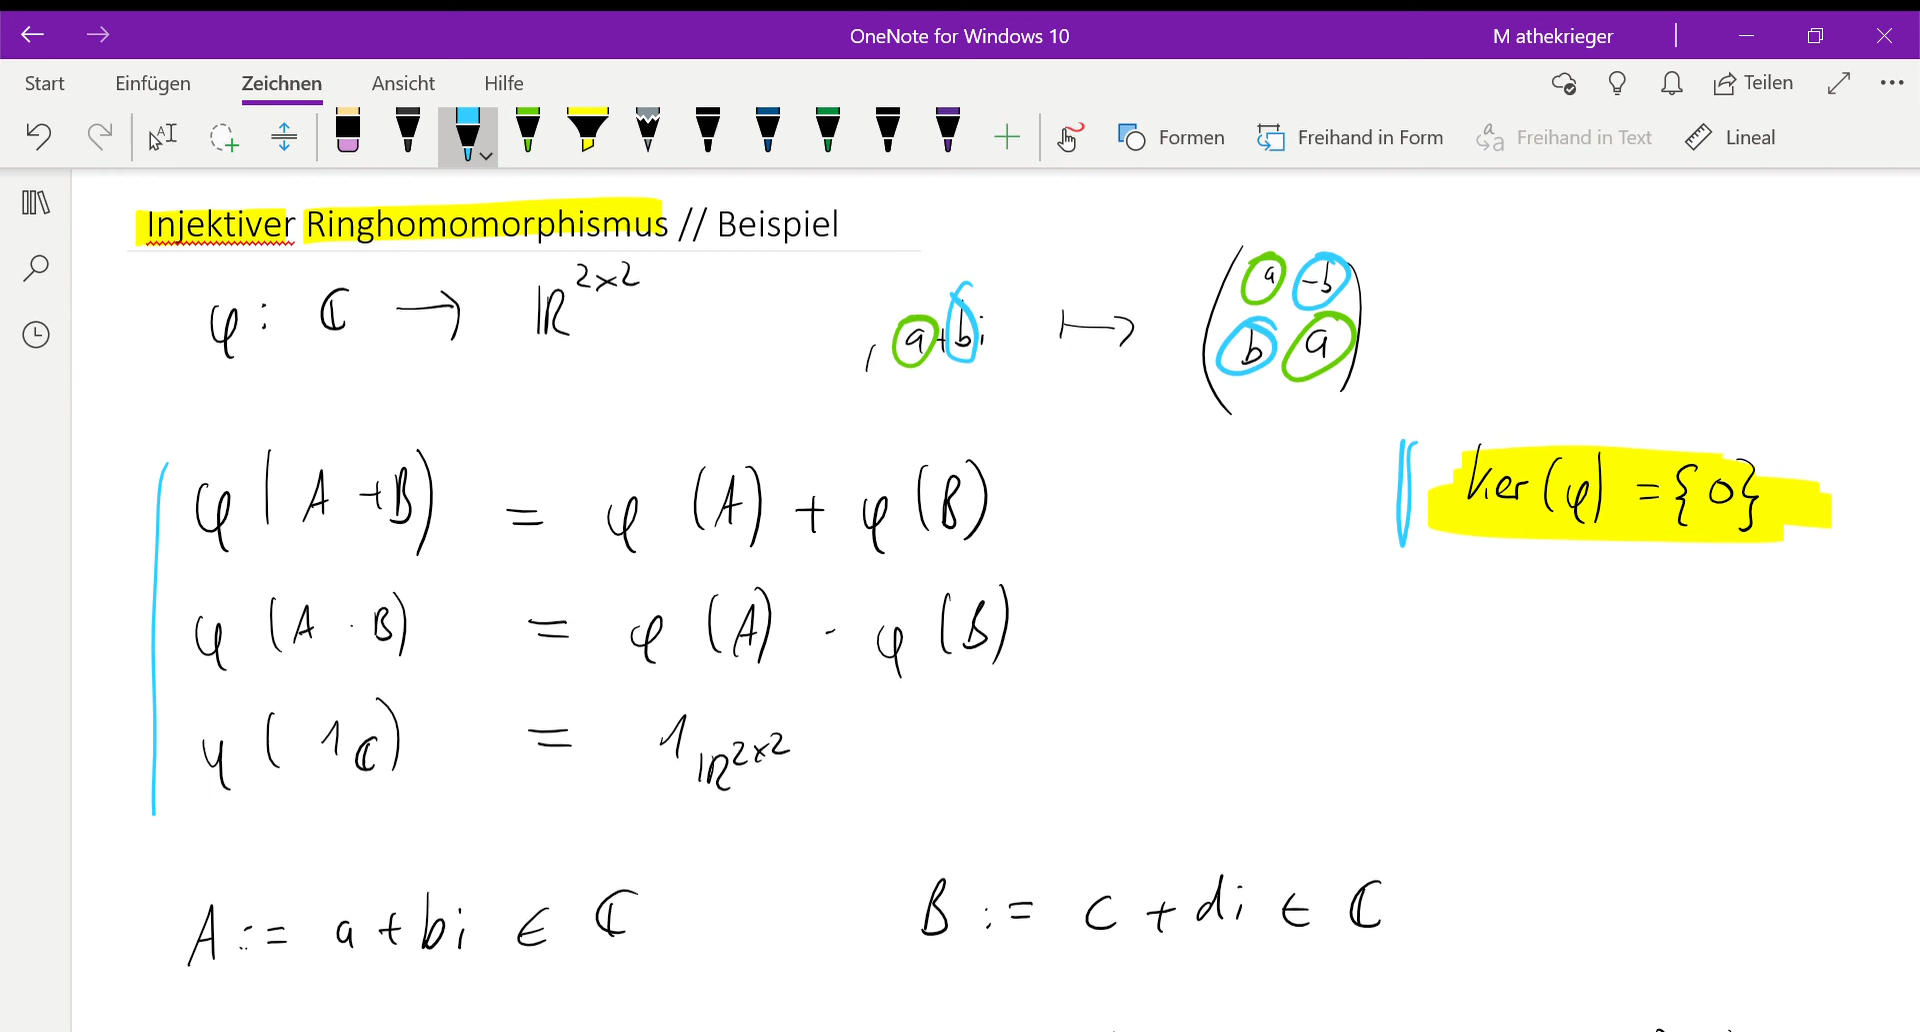 OneNote for Windows 10
M athekrieger
Start Einfügen Zeichnen Ansicht Hilfe
Teilen
Formen Freihand in Form Freihand in Text Lineal
Injektiver Ringhomomorphismus // Beispiel
φ: ℂ → ℝ^{2×2} , a+bi ↦ (a -b
b a)
φ(A+B) = φ(A) + φ(B)
Ker(φ) = {0}
φ(A · B) = φ(A) · φ(B)
φ(1_ℂ) = 1_{ℝ^{2×2}}
A := a + bi ∈ ℂ B := c + di ∈ ℂ